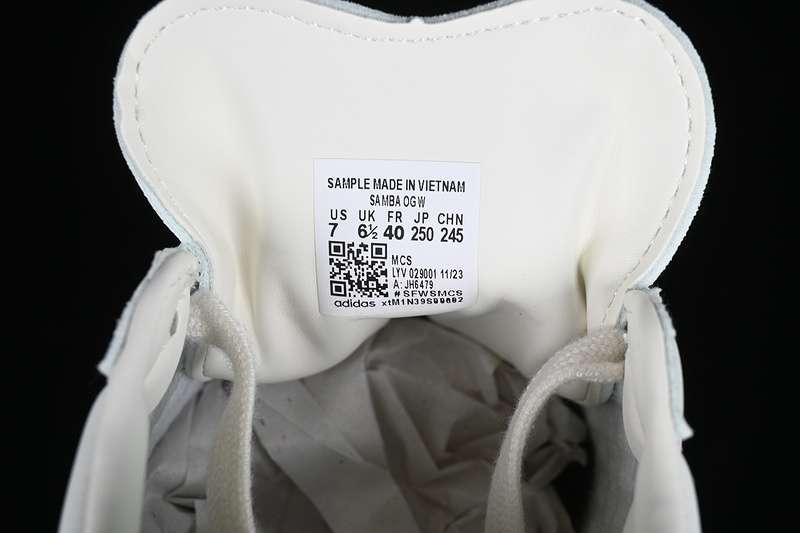 SAMPLE MADE IN VIETNAM
SAMBA OG W
US UK FR JP CHN
7 6½ 40 250 245
MCS
LYV 029001 11/23
A: JH6479
#SFWSMCS
adidas xtM1N39S99692